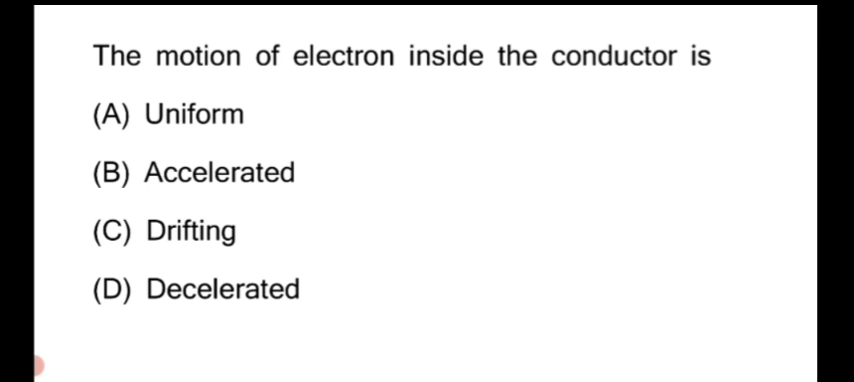 The motion of electron inside the conductor is
(A) Uniform
(B) Accelerated
(C) Drifting
(D) Decelerated